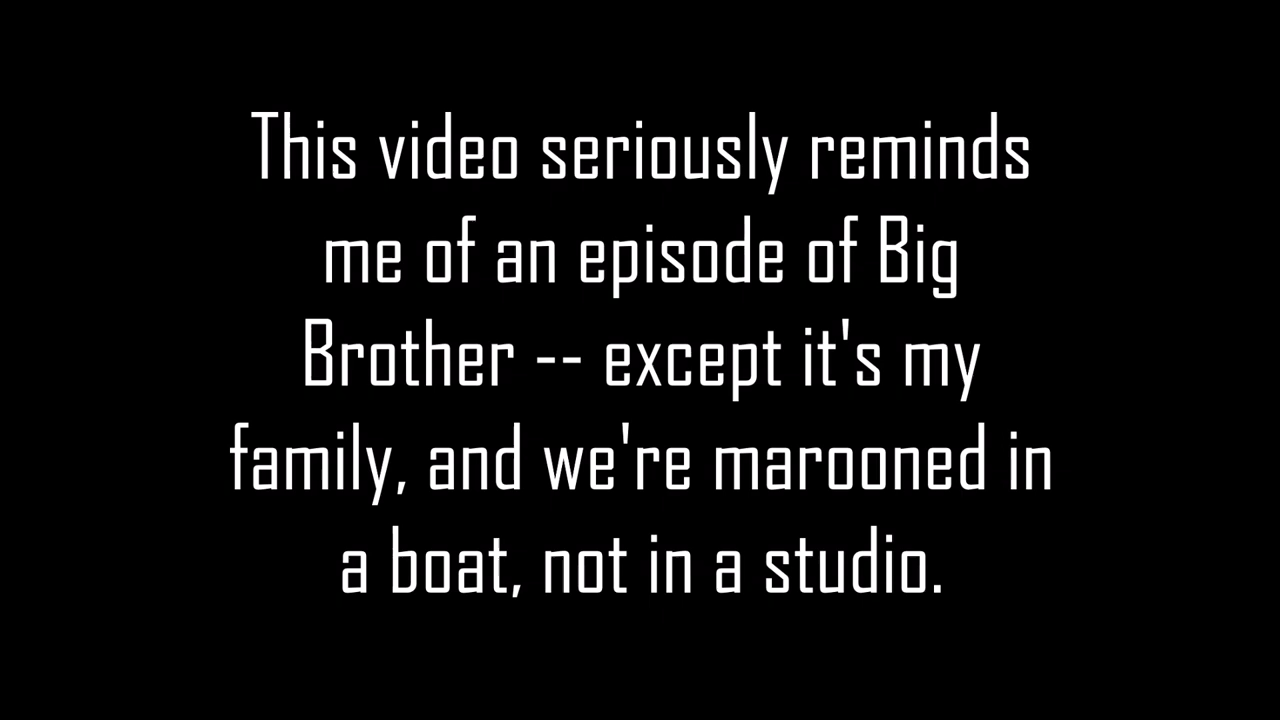 This video seriously reminds
me of an episode of Big
Brother -- except it's my
family, and we're marooned in
a boat, not in a studio.